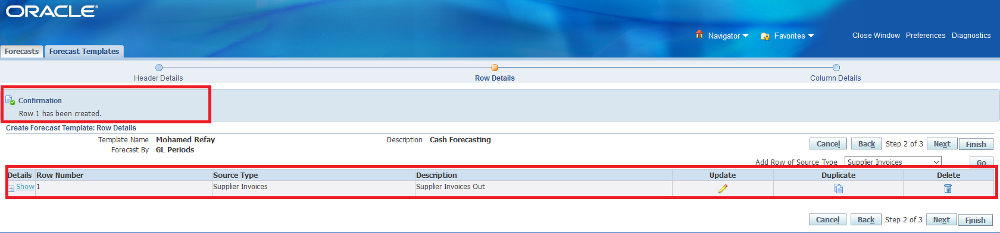 ORACLE
Navigator Favorites Close Window Preferences Diagnostics
Forecasts Forecast Templates
Header Details Row Details Column Details
Confirmation
Row 1 has been created.
Create Forecast Template: Row Details
Template Name Mohamed Refay Description Cash Forecasting
Forecast By GL Periods
Cancel Back Step 2 of 3 Next Finish
Add Row of Source Type Supplier Invoices Go
Details Row Number Source Type Description Update Duplicate Delete
Show 1 Supplier Invoices Supplier Invoices Out
Cancel Back Step 2 of 3 Next Finish